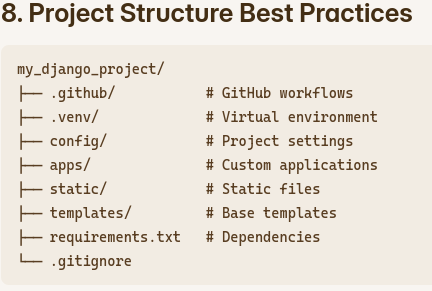 8. Project Structure Best Practices
my_django_project/
├── .github/           # GitHub workflows
├── .venv/             # Virtual environment
├── config/            # Project settings
├── apps/              # Custom applications
├── static/            # Static files
├── templates/         # Base templates
├── requirements.txt   # Dependencies
└── .gitignore